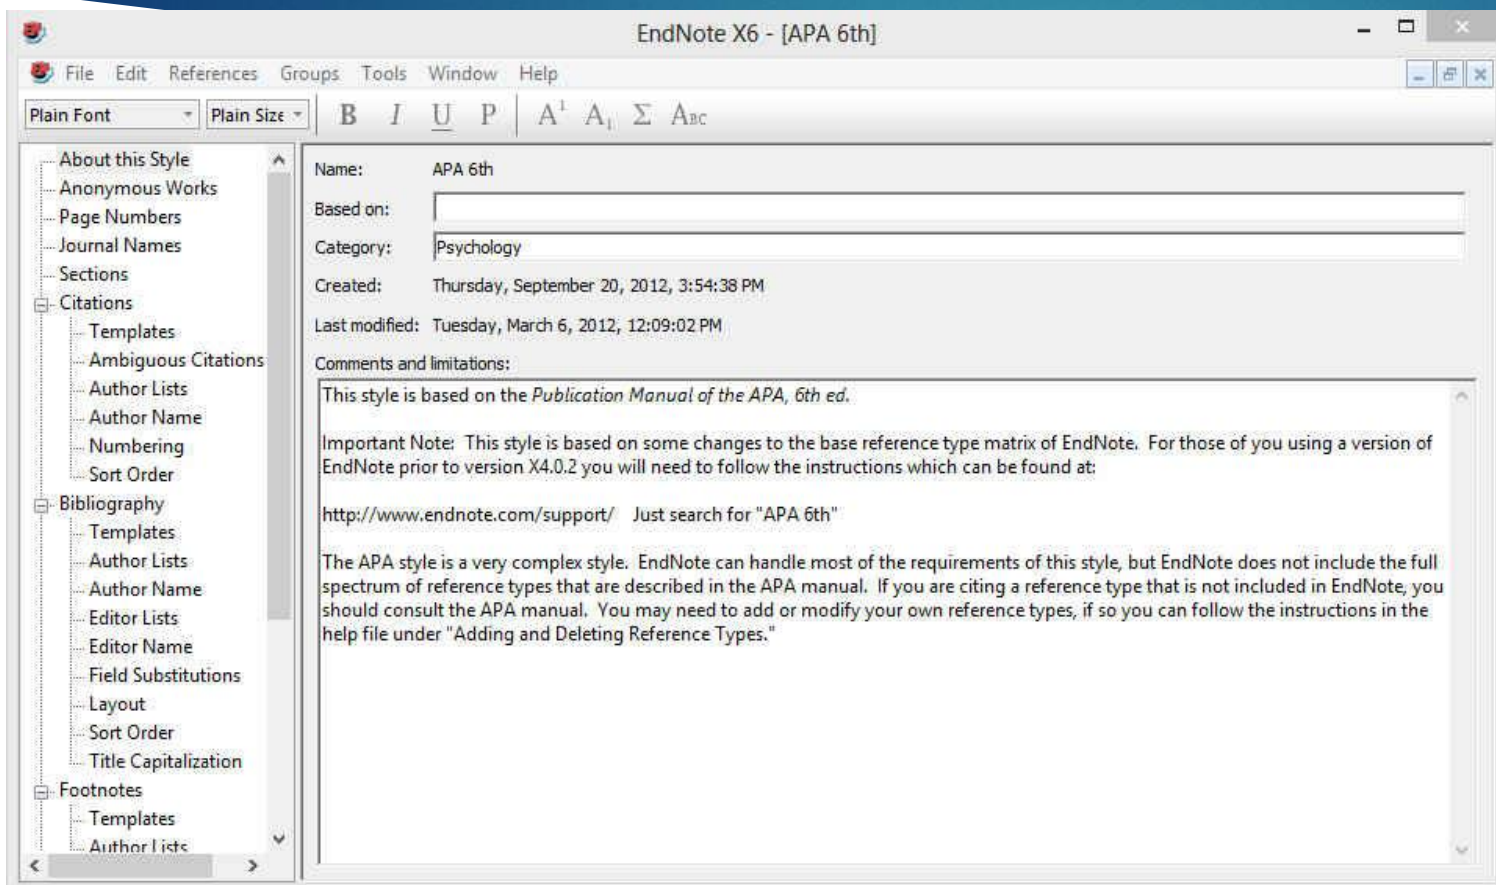 EndNote X6 - [APA 6th]
File Edit References Groups Tools Window Help
Plain Font Plain Size B I U P A¹ A₁ Σ ABC
About this Style
Anonymous Works
Page Numbers
Journal Names
Sections
Citations
Templates
Ambiguous Citations
Author Lists
Author Name
Numbering
Sort Order
Bibliography
Templates
Author Lists
Author Name
Editor Lists
Editor Name
Field Substitutions
Layout
Sort Order
Title Capitalization
Footnotes
Templates
Author Lists
Name: APA 6th
Based on:
Category: Psychology
Created: Thursday, September 20, 2012, 3:54:38 PM
Last modified: Tuesday, March 6, 2012, 12:09:02 PM
Comments and limitations:
This style is based on the Publication Manual of the APA, 6th ed.
Important Note: This style is based on some changes to the base reference type matrix of EndNote. For those of you using a version of
EndNote prior to version X4.0.2 you will need to follow the instructions which can be found at:
http://www.endnote.com/support/ Just search for "APA 6th"
The APA style is a very complex style. EndNote can handle most of the requirements of this style, but EndNote does not include the full
spectrum of reference types that are described in the APA manual. If you are citing a reference type that is not included in EndNote, you
should consult the APA manual. You may need to add or modify your own reference types, if so you can follow the instructions in the
help file under "Adding and Deleting Reference Types."